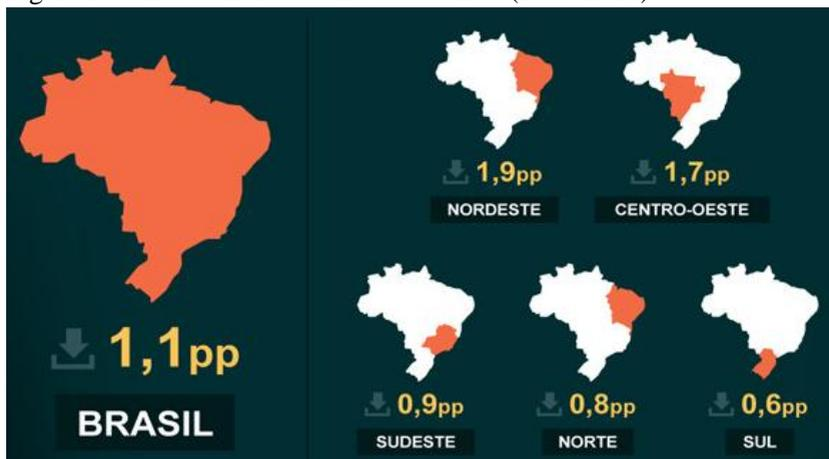 1,9pp
1,7pp
NORDESTE
CENTRO-OESTE
1,1pp
BRASIL
0,9pp
0,8pp
0,6pp
SUDESTE
NORTE
SUL